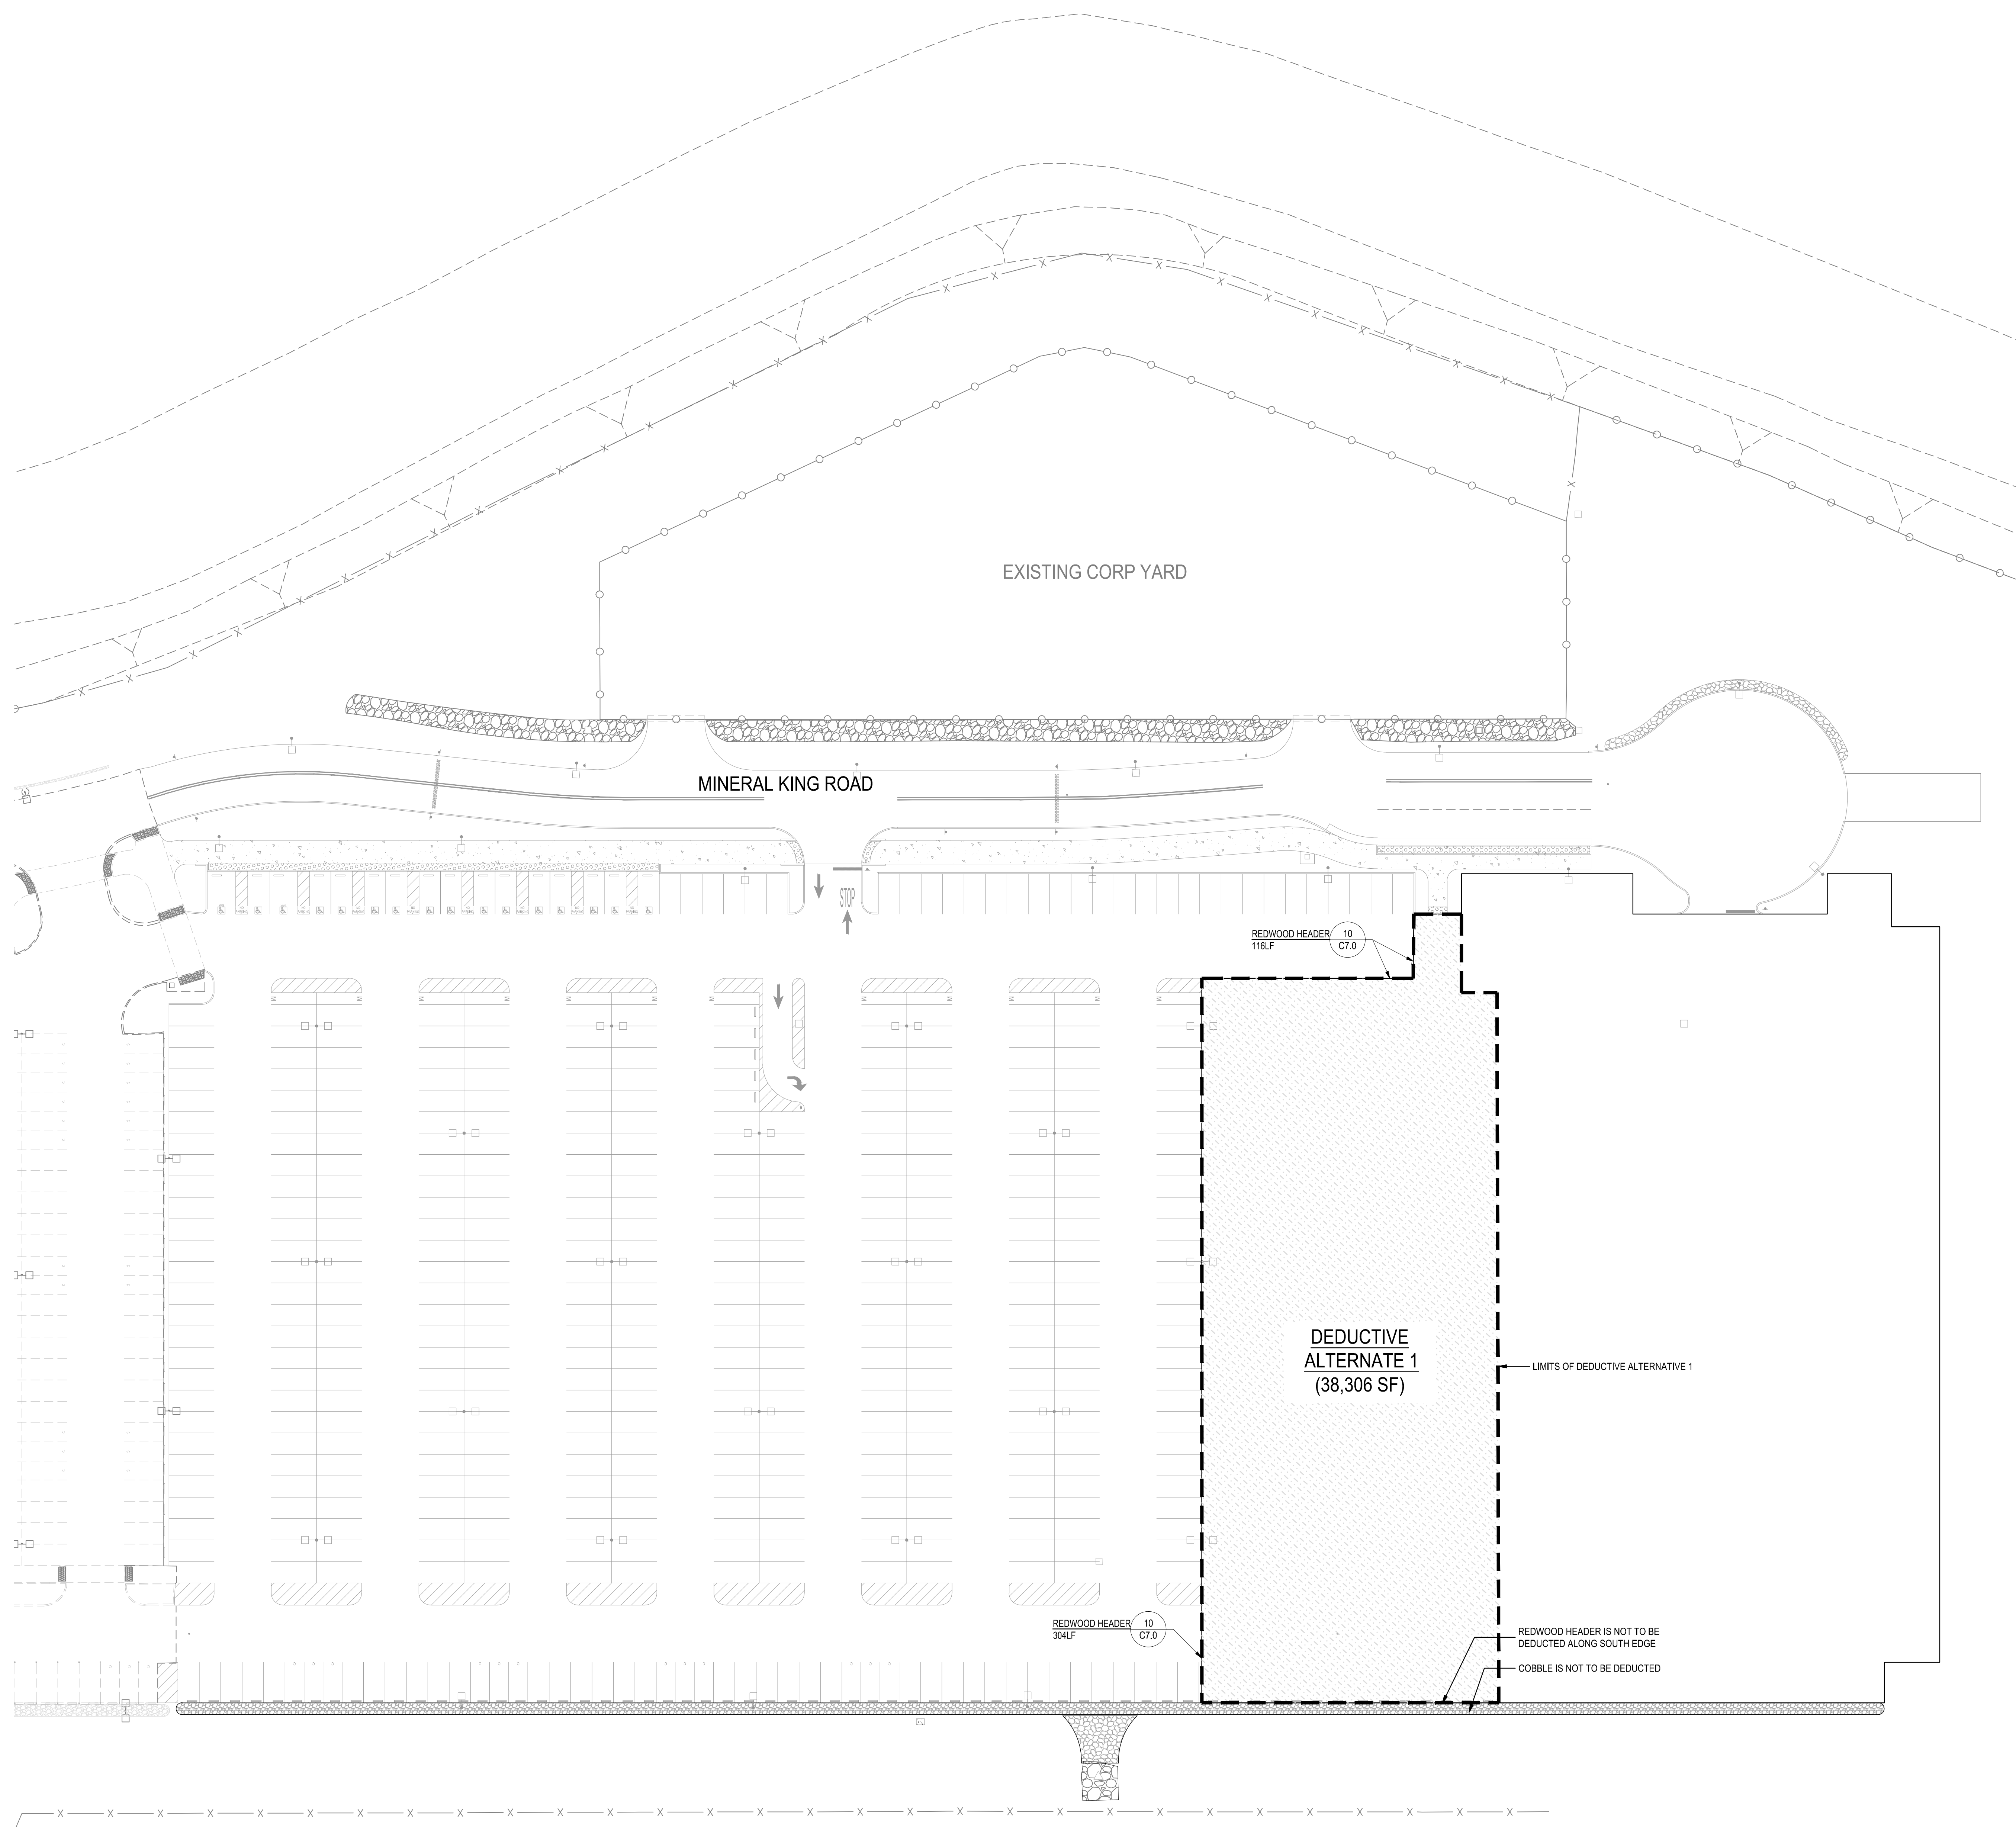 EXISTING CORP YARD
MINERAL KING ROAD
STOP
REDWOOD HEADER
116LF
10
C7.0
DEDUCTIVE
ALTERNATE 1
(38,306 SF)
LIMITS OF DEDUCTIVE ALTERNATIVE 1
REDWOOD HEADER
304LF
10
C7.0
REDWOOD HEADER IS NOT TO BE
DEDUCTED ALONG SOUTH EDGE
COBBLE IS NOT TO BE DEDUCTED